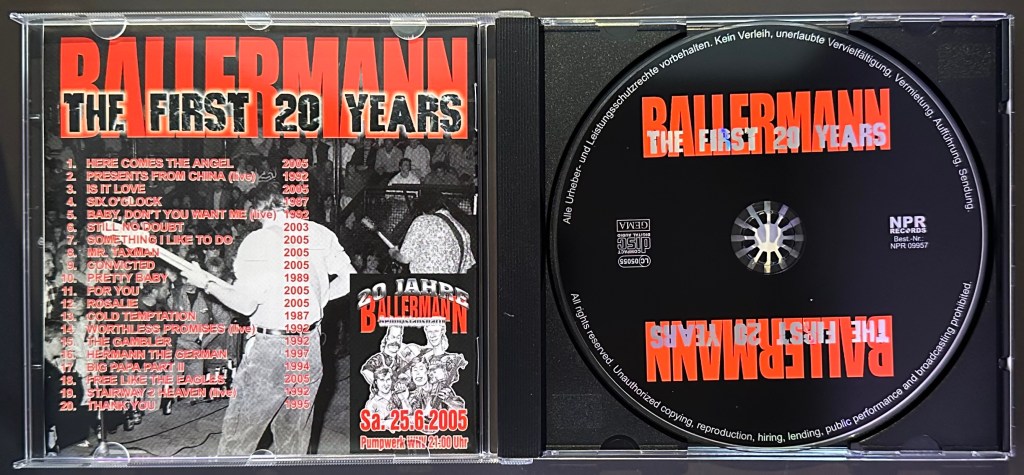 BALLERMANN
THE FIRST 20 YEARS
1. HERE COMES THE ANGEL 2005
2. PRESENTS FROM CHINA (live) 1992
3. IS IT LOVE 2005
4. SIX O'CLOCK 1987
5. BABY, DON'T YOU WANT ME (live) 1992
6. STILL NO DOUBT 2003
7. SOMETHING I LIKE TO DO 2005
8. MR. TAXMAN 2005
9. CONVICTED 2005
10. PRETTY BABY 1989
11. FOR YOU 2005
12. ROSALIE 2005
13. COLD TEMPTATION 1987
14. WORTHLESS PROMISES (live) 1992
15. THE GAMBLER 1992
16. HERMANN THE GERMAN 1997
17. BIG PAPA PART II 1994
18. FREE LIKE THE EAGLES 2005
19. STAIRWAY 2 HEAVEN (live) 1992
20. THANK YOU 1995
20 JAHRE
BALLERMANN
Sa. 25.6.2005
Pumpwerk WHV 21:00 Uhr
Alle Urheber- und Leistungsschutzrechte vorbehalten. Kein Verleih, unerlaubte Vervielfältigung, Vermietung, Aufführung, Sendung.
BALLERMANN
THE FIRST 20 YEARS
GEMA
COMPACT
disc
DIGITAL AUDIO
LC 05055
NPR
RECORDS
Best.-Nr.:
NPR 09957
THE FIRST 20 YEARS
BALLERMANN
All rights reserved. Unauthorized copying, reproduction, hiring, lending, public performance and broadcasting prohibited.